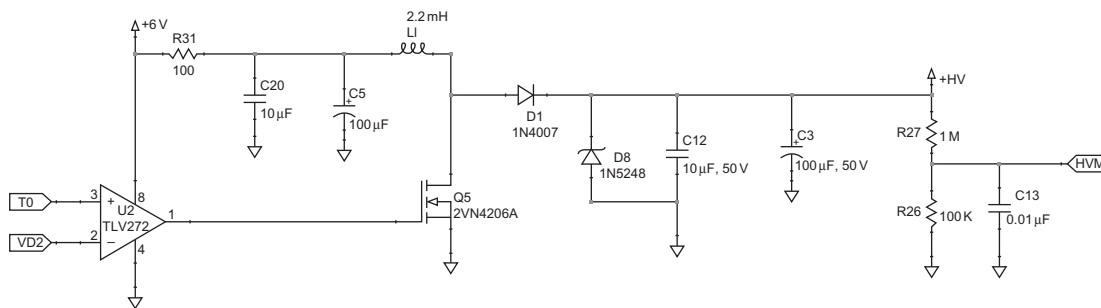 +6 V
R31
100
2.2 mH
LI
C20
10 µF
C5
100 µF
D1
1N4007
+HV
R27
1 M
HVM
D8
1N5248
C12
10 µF, 50 V
C3
100 µF, 50 V
R26
100 K
C13
0.01 µF
T0
3
+
8
U2
TLV272
1
VD2
2
–
4
Q5
2VN4206A
+
+